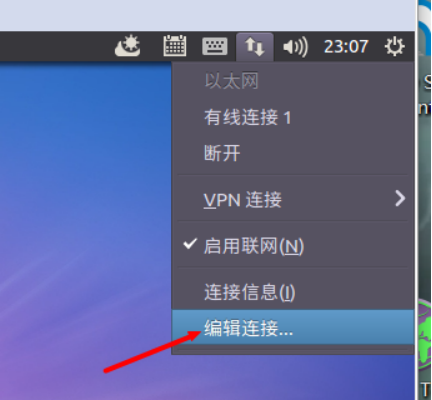 23:07
以太网
有线连接 1
断开
VPN 连接
启用联网(N)
连接信息(I)
编辑连接...